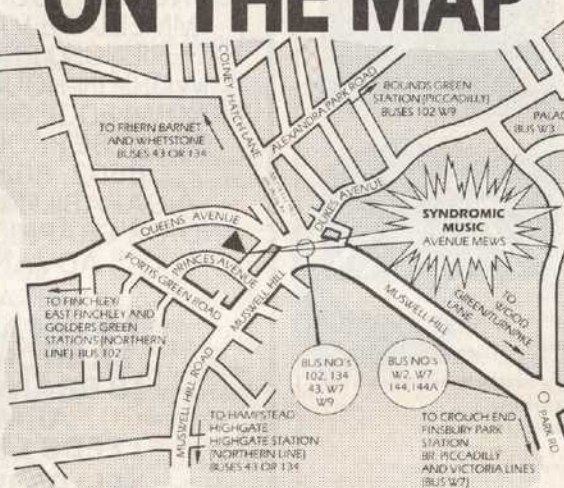 ON THE MAP
COLNEY HATCH LANE
ALEXANDRA PARK ROAD
BOUNDS GREEN
STATION (PICCADILLY)
BUSES 102 W9
PALAC
BUS W3
TO FRIERN BARNET
AND WHETSTONE
BUSES 43 OR 134
QUEENS AVENUE
DUKES AVENUE
SYNDROMIC
MUSIC
AVENUE MEWS
PRINCES AVENUE
FORTIS GREEN ROAD
MUSWELL HILL
MUSWELL HILL
TO
WOOD
GREEN/TURNPIKE
LANE
TO FINCHLEY/
EAST FINCHLEY AND
GOLDERS GREEN
STATIONS (NORTHERN
LINE) BUS 102
BUS NO's
102, 134
43, W7
W9
BUS NO's
W2, W7
144, 144A
MUSWELL HILL ROAD
TO HAMPSTEAD
HIGHGATE
HIGHGATE STATION
(NORTHERN LINE)
BUSES 43 OR 134
TO CROUCH END
FINSBURY PARK
STATION
BR. PICCADILLY
AND VICTORIA LINES
(BUS W7)
PARK RD